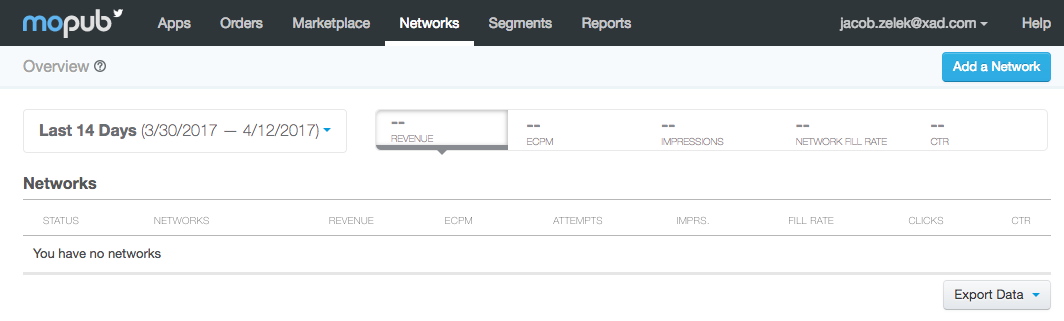 mopub Apps Orders Marketplace Networks Segments Reports jacob.zelek@xad.com Help
Overview ? Add a Network
Last 14 Days (3/30/2017 — 4/12/2017) -- -- -- -- --
REVENUE ECPM IMPRESSIONS NETWORK FILL RATE CTR
Networks
STATUS NETWORKS REVENUE ECPM ATTEMPTS IMPRS. FILL RATE CLICKS CTR
You have no networks
Export Data